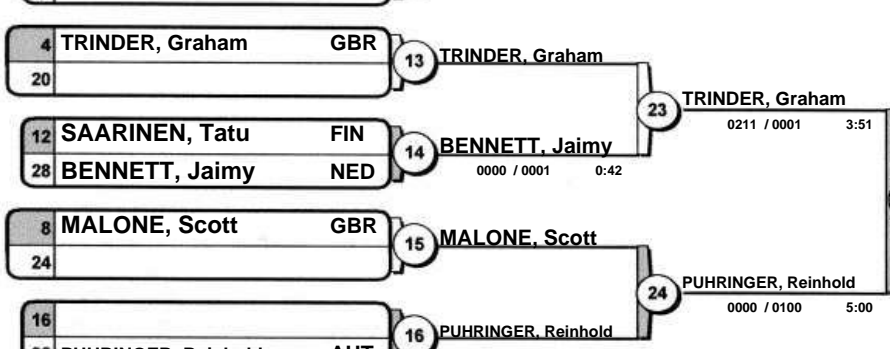 4 TRINDER, Graham GBR
20
13 TRINDER, Graham
12 SAARINEN, Tatu FIN
28 BENNETT, Jaimy NED
14 BENNETT, Jaimy
0000 / 0001 0:42
23 TRINDER, Graham
0211 / 0001 3:51
8 MALONE, Scott GBR
24
15 MALONE, Scott
16
16 PUHRINGER, Reinhold
24 PUHRINGER, Reinhold
0000 / 0100 5:00